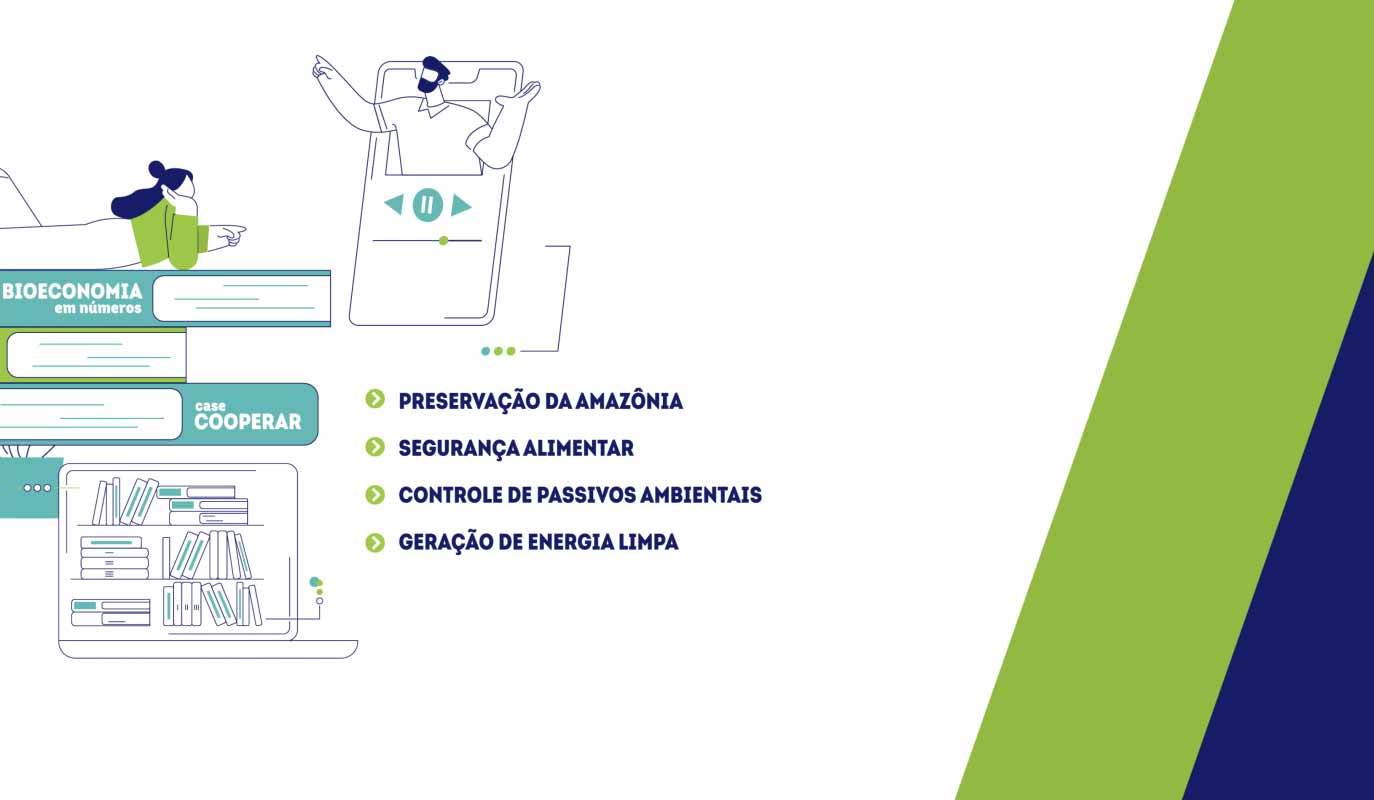 BIOECONOMIA
em números
case
COOPERAR
PRESERVAÇÃO DA AMAZÔNIA
SEGURANÇA ALIMENTAR
CONTROLE DE PASSIVOS AMBIENTAIS
GERAÇÃO DE ENERGIA LIMPA